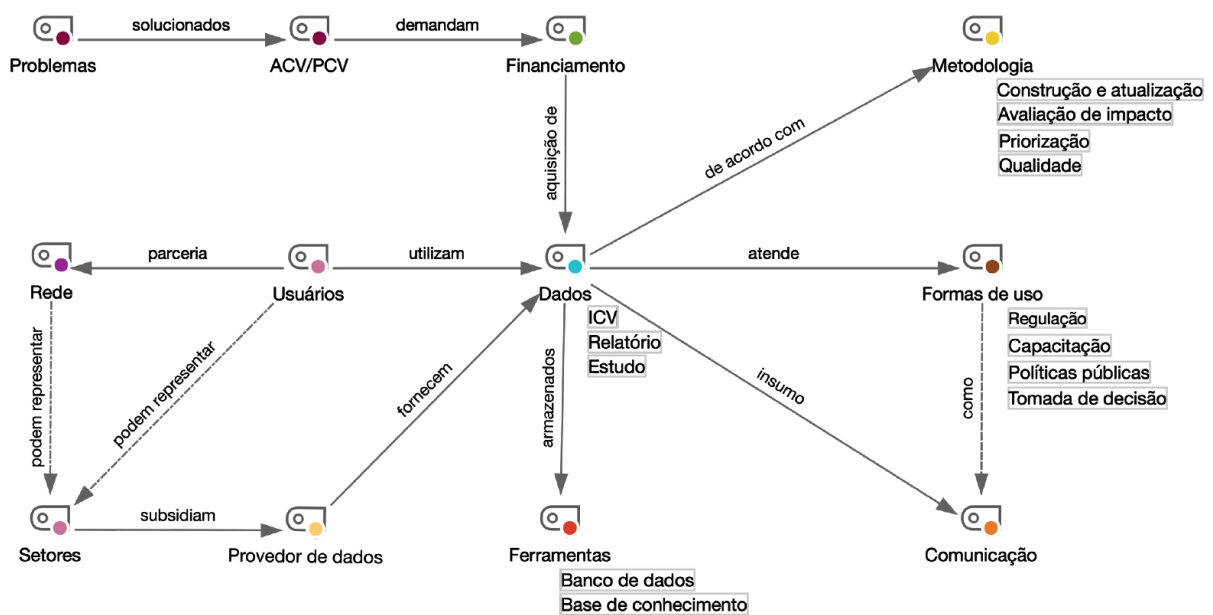 solucionados
demandam
Problemas
ACV/PCV
Financiamento
Metodologia
Construção e atualização
Avaliação de impacto
Priorização
Qualidade
aquisição de
de acordo com
parceria
utilizam
atende
Rede
Usuários
Dados
Formas de uso
ICV
Relatório
Estudo
Regulação
Capacitação
Políticas públicas
Tomada de decisão
podem representar
podem representar
fornecem
armazenados
insumo
como
subsidiam
Setores
Provedor de dados
Ferramentas
Comunicação
Banco de dados
Base de conhecimento